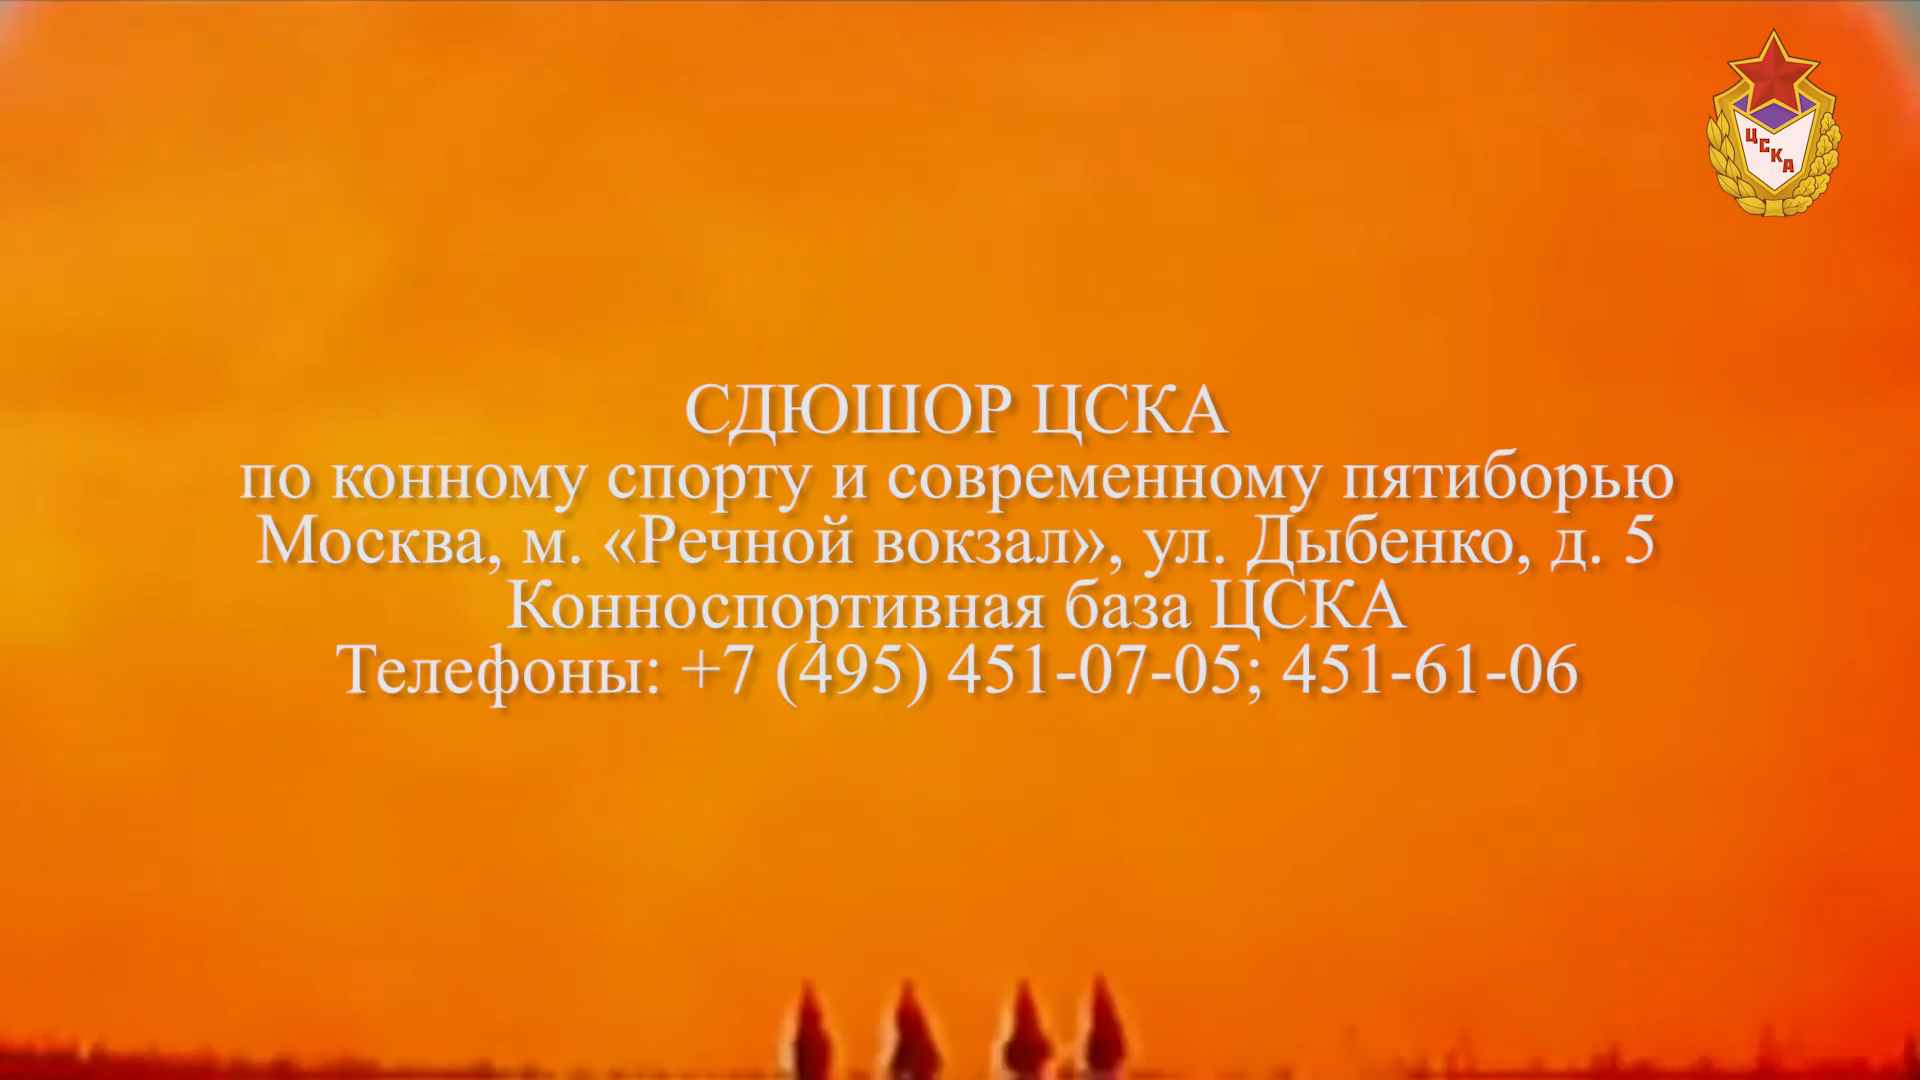 ЦСКА
СДЮШОР ЦСКА
по конному спорту и современному пятиборью
Москва, м. «Речной вокзал», ул. Дыбенко, д. 5
Конноспортивная база ЦСКА
Телефоны: +7 (495) 451-07-05; 451-61-06